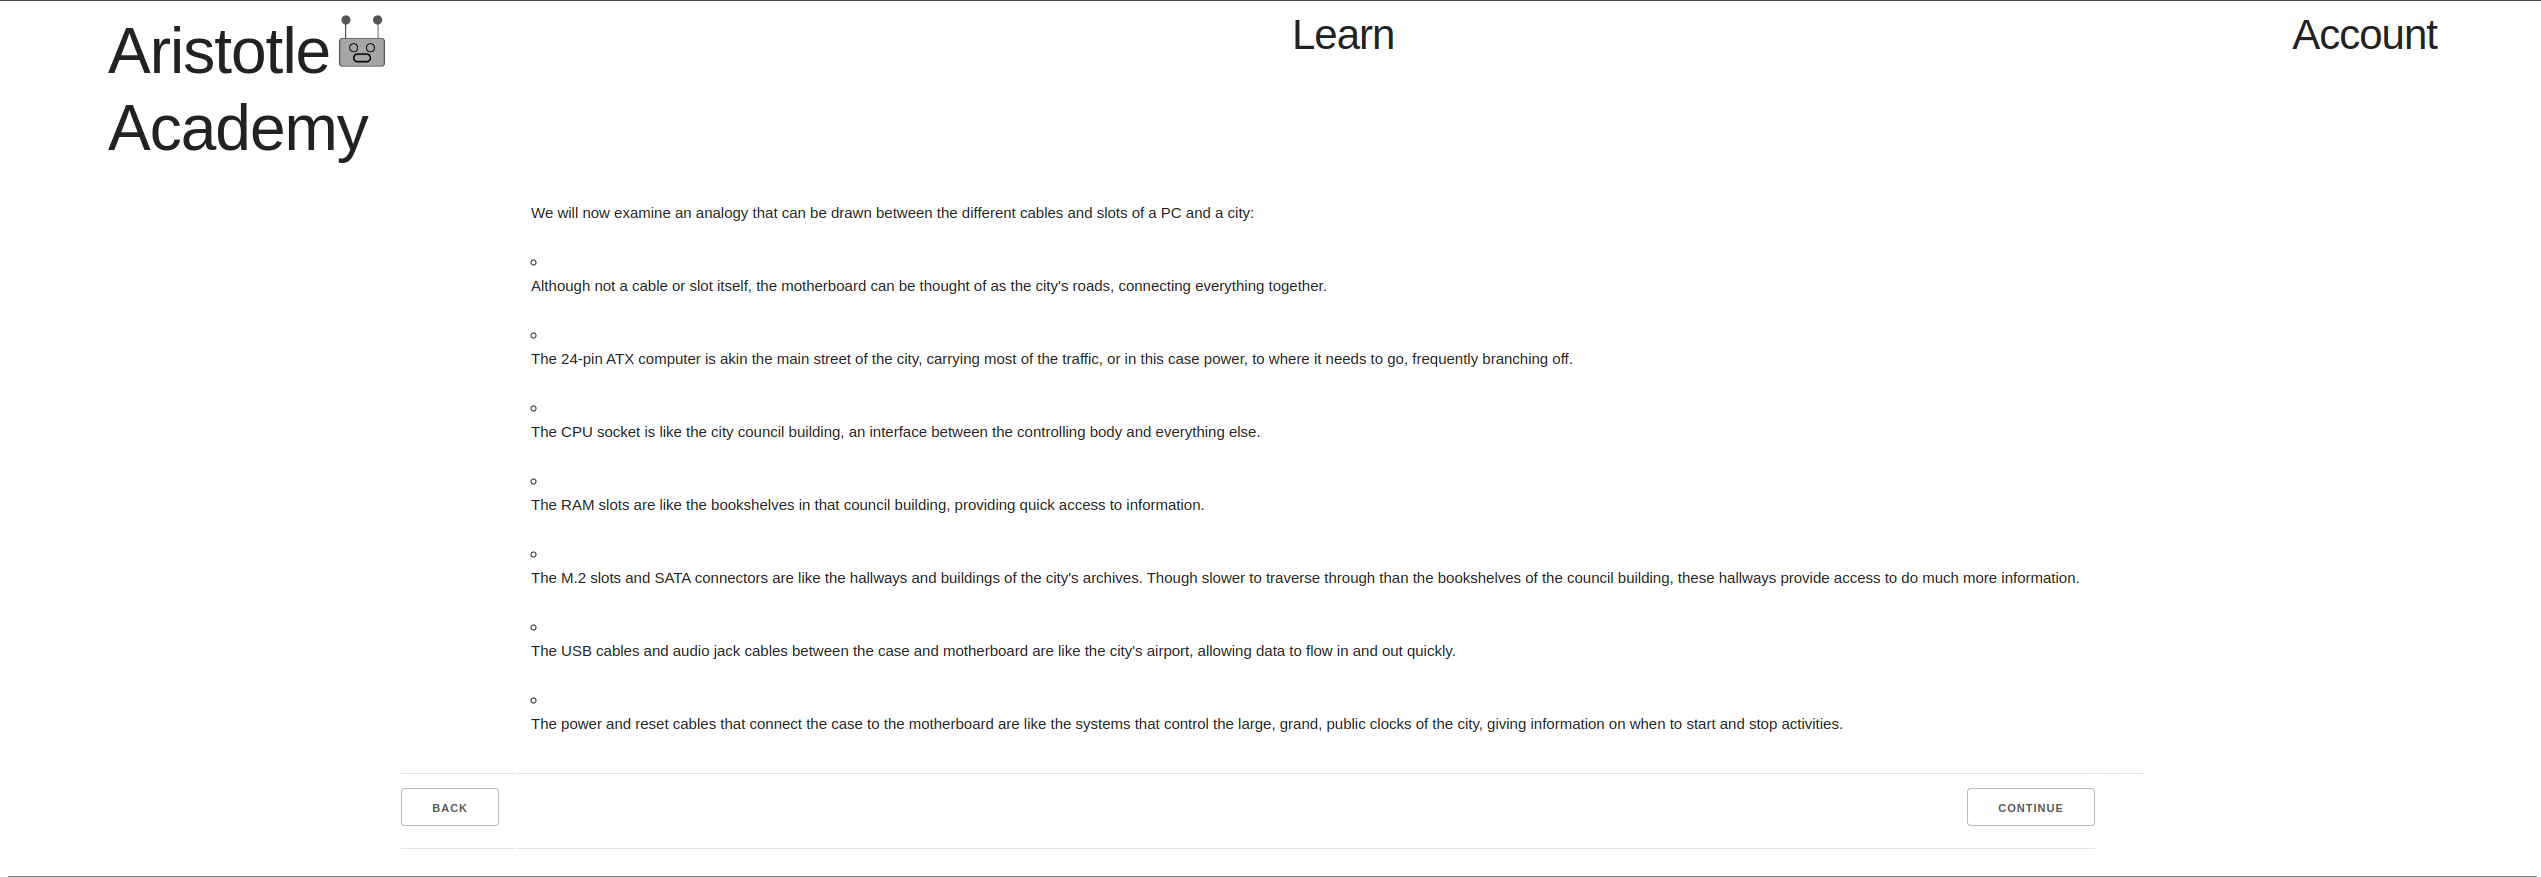 Aristotle
Academy
Learn
Account
We will now examine an analogy that can be drawn between the different cables and slots of a PC and a city:
Although not a cable or slot itself, the motherboard can be thought of as the city's roads, connecting everything together.
The 24-pin ATX computer is akin the main street of the city, carrying most of the traffic, or in this case power, to where it needs to go, frequently branching off.
The CPU socket is like the city council building, an interface between the controlling body and everything else.
The RAM slots are like the bookshelves in that council building, providing quick access to information.
The M.2 slots and SATA connectors are like the hallways and buildings of the city's archives. Though slower to traverse through than the bookshelves of the council building, these hallways provide access to do much more information.
The USB cables and audio jack cables between the case and motherboard are like the city's airport, allowing data to flow in and out quickly.
The power and reset cables that connect the case to the motherboard are like the systems that control the large, grand, public clocks of the city, giving information on when to start and stop activities.
BACK
CONTINUE